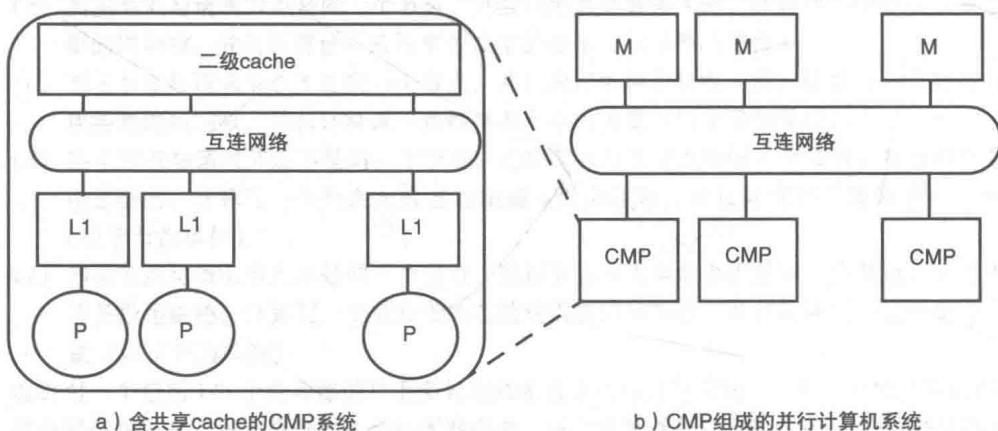 二级cache
M M M
互连网络
互连网络
L1 L1 L1
CMP CMP CMP
P P P
a）含共享cache的CMP系统
b）CMP组成的并行计算机系统